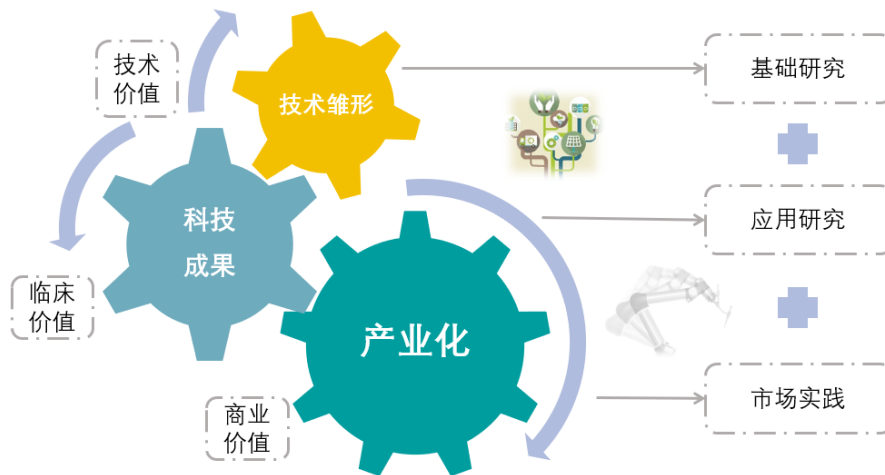 技术
价值
技术雏形
基础研究
科技
成果
应用研究
临床
价值
产业化
商业
价值
市场实践